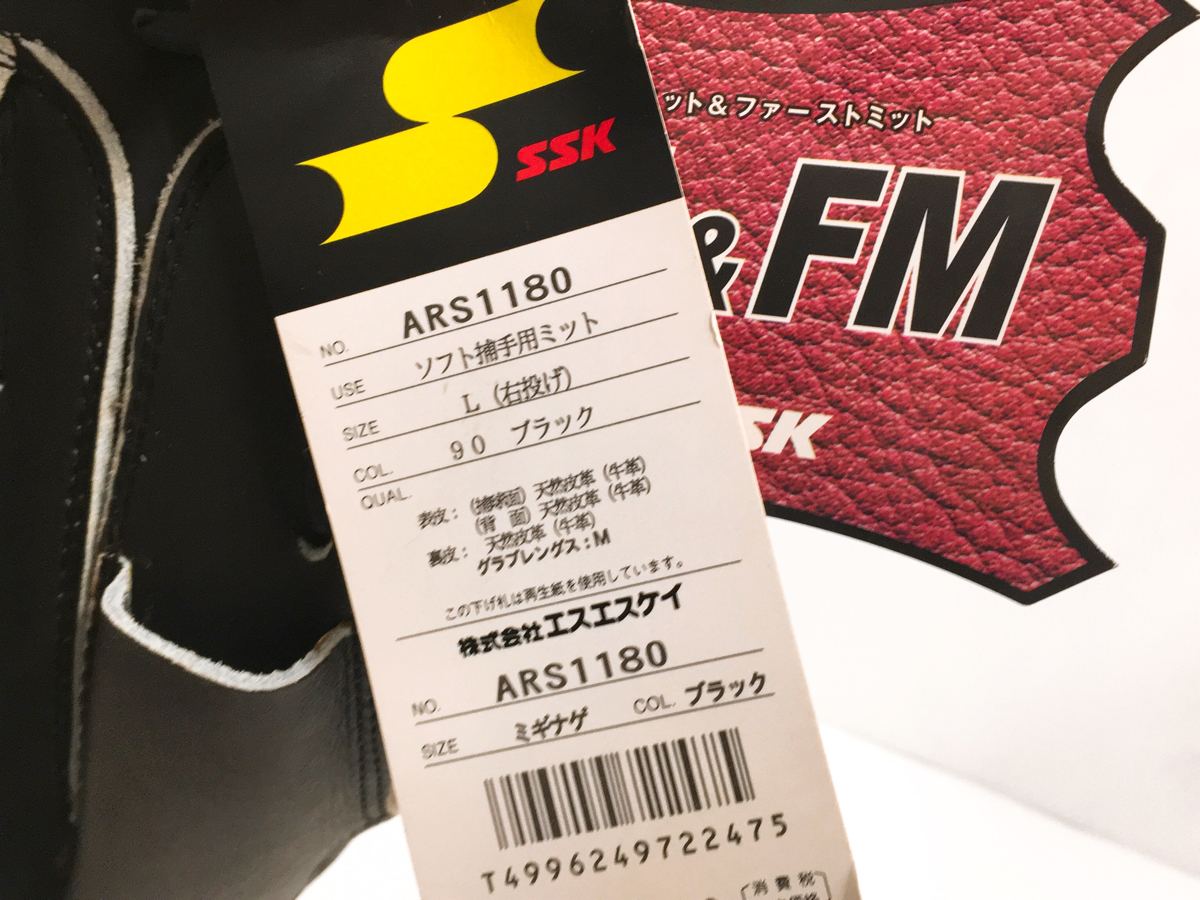 SSK
NO. ARS1180
USE ソフト捕手用ミット
SIZE L (右投げ)
COL. 90 ブラック
QUAL.
表皮：(捕球面) 天然皮革 (牛革)
(背 面) 天然皮革 (牛革)
裏皮： 天然皮革 (牛革)
グラブレングス：M
この下げ札は再生紙を使用しています。
株式会社エスエスケイ
NO. ARS1180
SIZE ミギナゲ COL. ブラック
T4996249722475
消費税
ット&ファーストミット
&FM
SSK